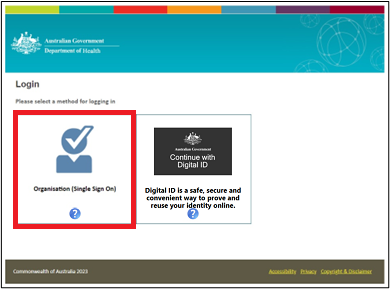 Australian Government
Department of Health
Login
Please select a method for logging in
Organisation (Single Sign On)
?
Australian Government
Continue with
Digital ID
Digital ID is a safe, secure and
convenient way to prove and
reuse your identity online.
?
Commonwealth of Australia 2023
Accessibility Privacy Copyright & Disclaimer